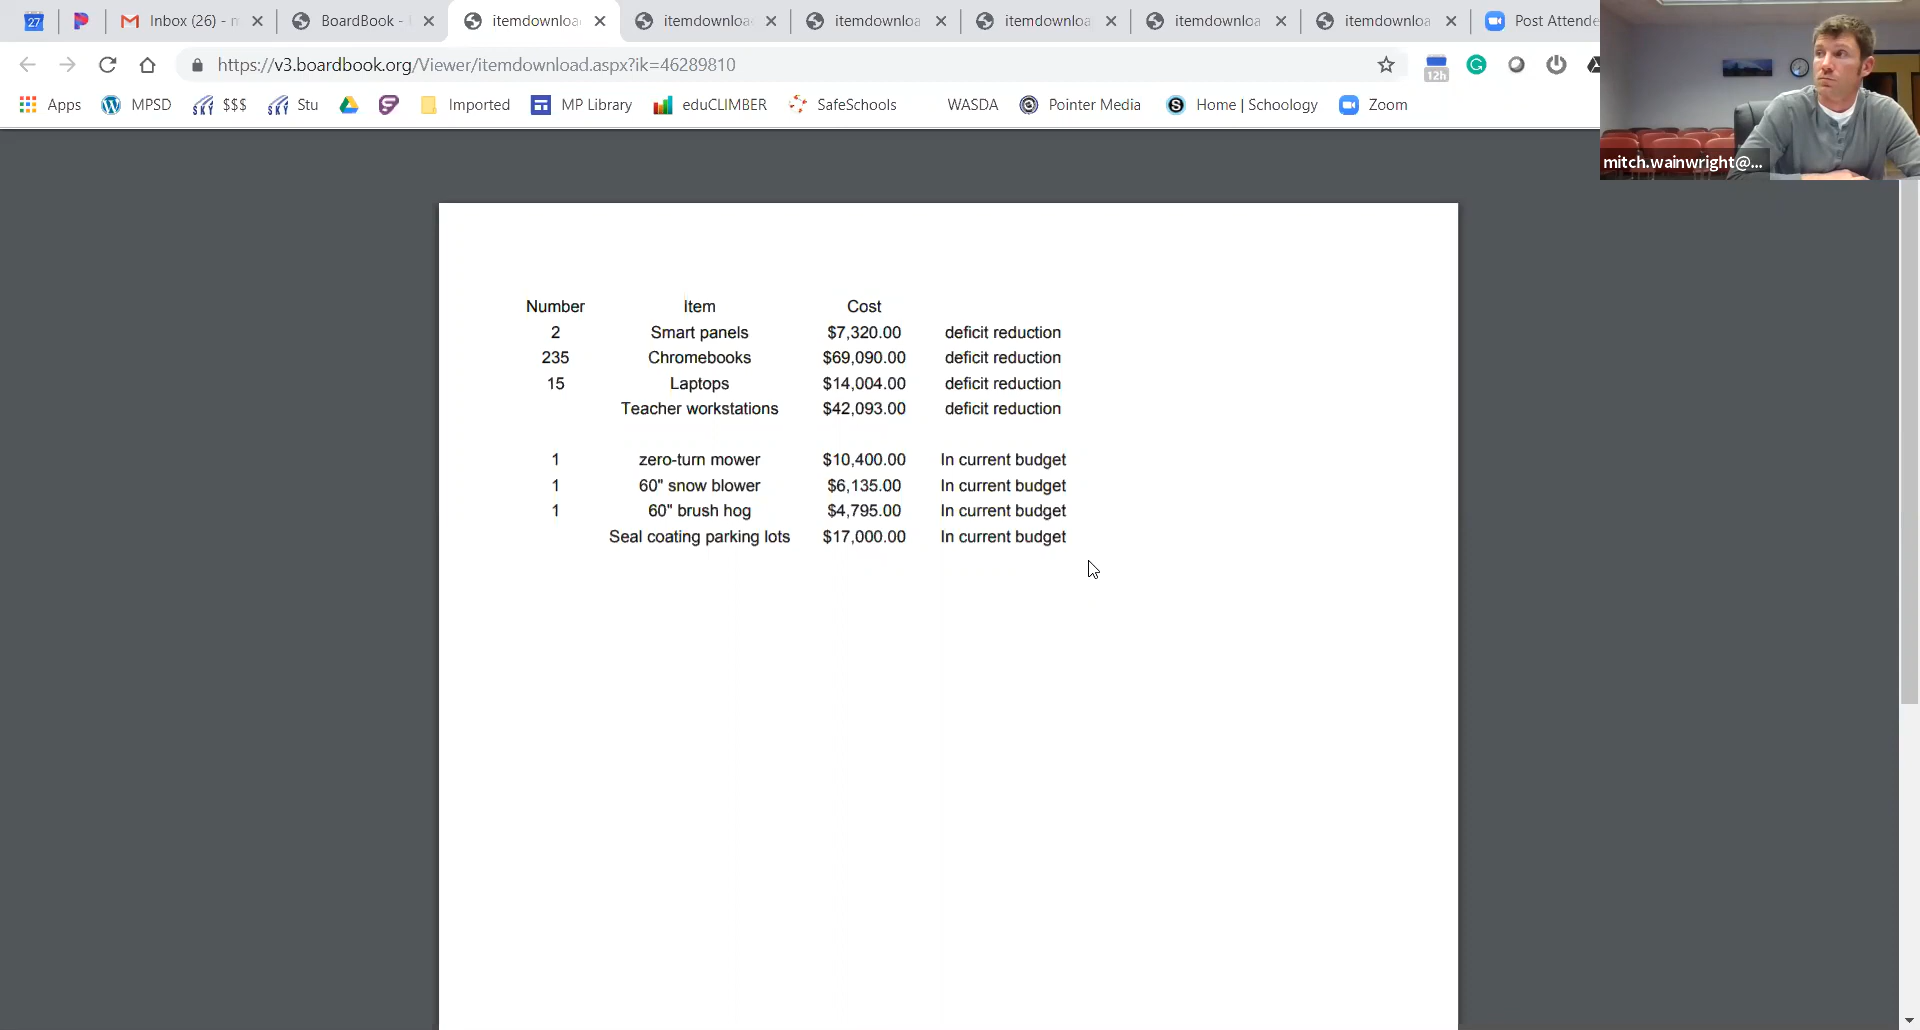 27
Inbox (26) - 
BoardBook - 
itemdownloa
itemdownloa
itemdownloa
itemdownloa
itemdownloa
itemdownloa
Post Attende
https://v3.boardbook.org/Viewer/itemdownload.aspx?ik=46289810
12h
Apps
MPSD
SKY $$$
SKY Stu
Imported
MP Library
eduCLIMBER
SafeSchools
WASDA
Pointer Media
S Home | Schoology
Zoom
mitch.wainwright@...
Number Item Cost
2 Smart panels $7,320.00 deficit reduction
235 Chromebooks $69,090.00 deficit reduction
15 Laptops $14,004.00 deficit reduction
Teacher workstations $42,093.00 deficit reduction
1 zero-turn mower $10,400.00 In current budget
1 60" snow blower $6,135.00 In current budget
1 60" brush hog $4,795.00 In current budget
Seal coating parking lots $17,000.00 In current budget